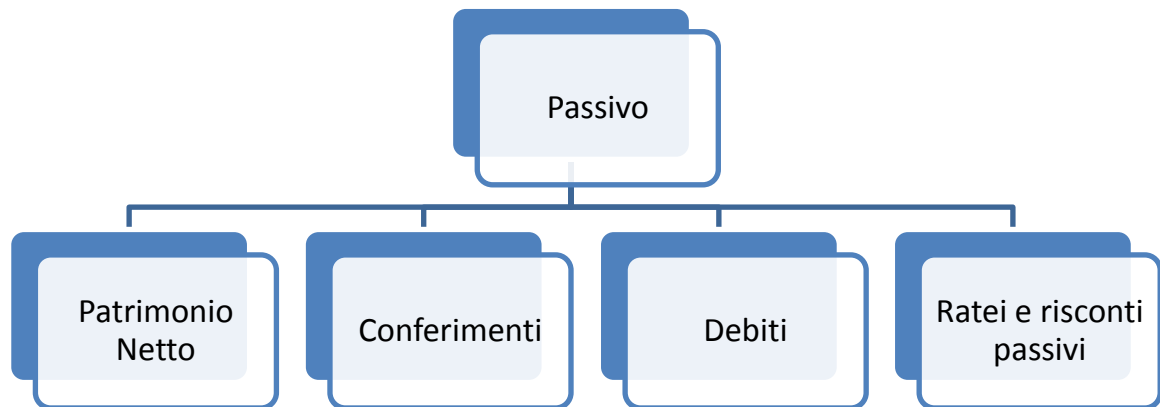 Passivo
Patrimonio
Netto
Conferimenti
Debiti
Ratei e risconti
passivi